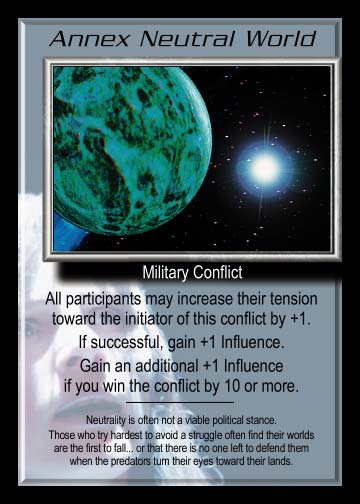 Annex Neutral World
Military Conflict
All participants may increase their tension
toward the initiator of this conflict by +1.
If successful, gain +1 Influence.
Gain an additional +1 Influence
if you win the conflict by 10 or more.
Neutrality is often not a viable political stance.
Those who try hardest to avoid a struggle often find their worlds
are the first to fall... or that there is no one left to defend them
when the predators turn their eyes toward their lands.